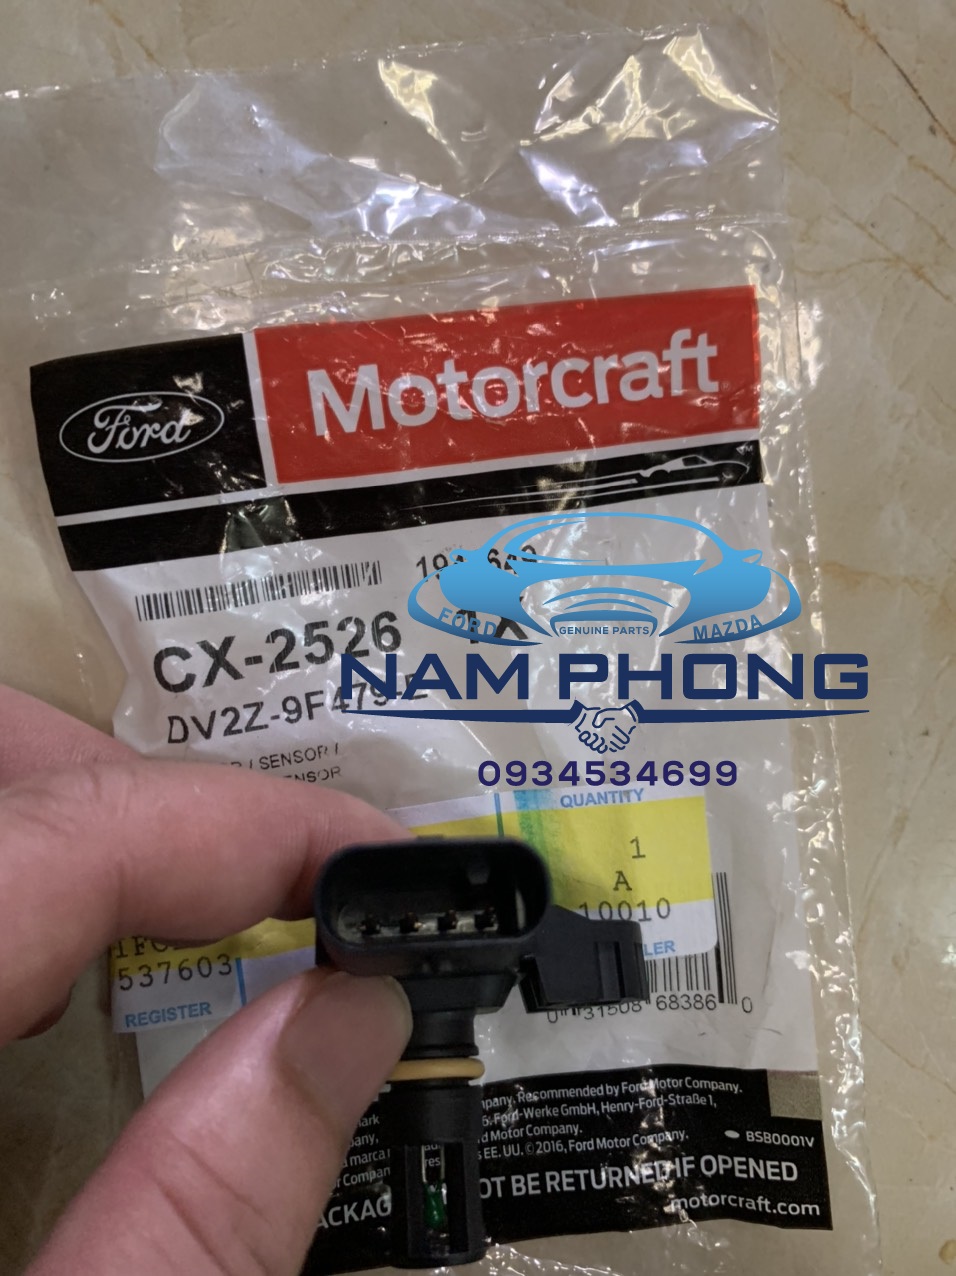 Ford
Motorcraft
CX-2526
DV2Z-9F479-E
SENSOR /
FORD
GENUINE PARTS
MAZDA
NAM PHONG
0934534699
QUANTITY
1
A
10010
537603
REGISTER
0 31508 68386 0
Recommended by Ford Motor Company.
Ford-Werke GmbH, Henry-Ford-Straße 1,
Motor Company.
EE. UU. ©2016, Ford Motor Company.
BSB0001V
BE RETURNED IF OPENED
motorcraft.com